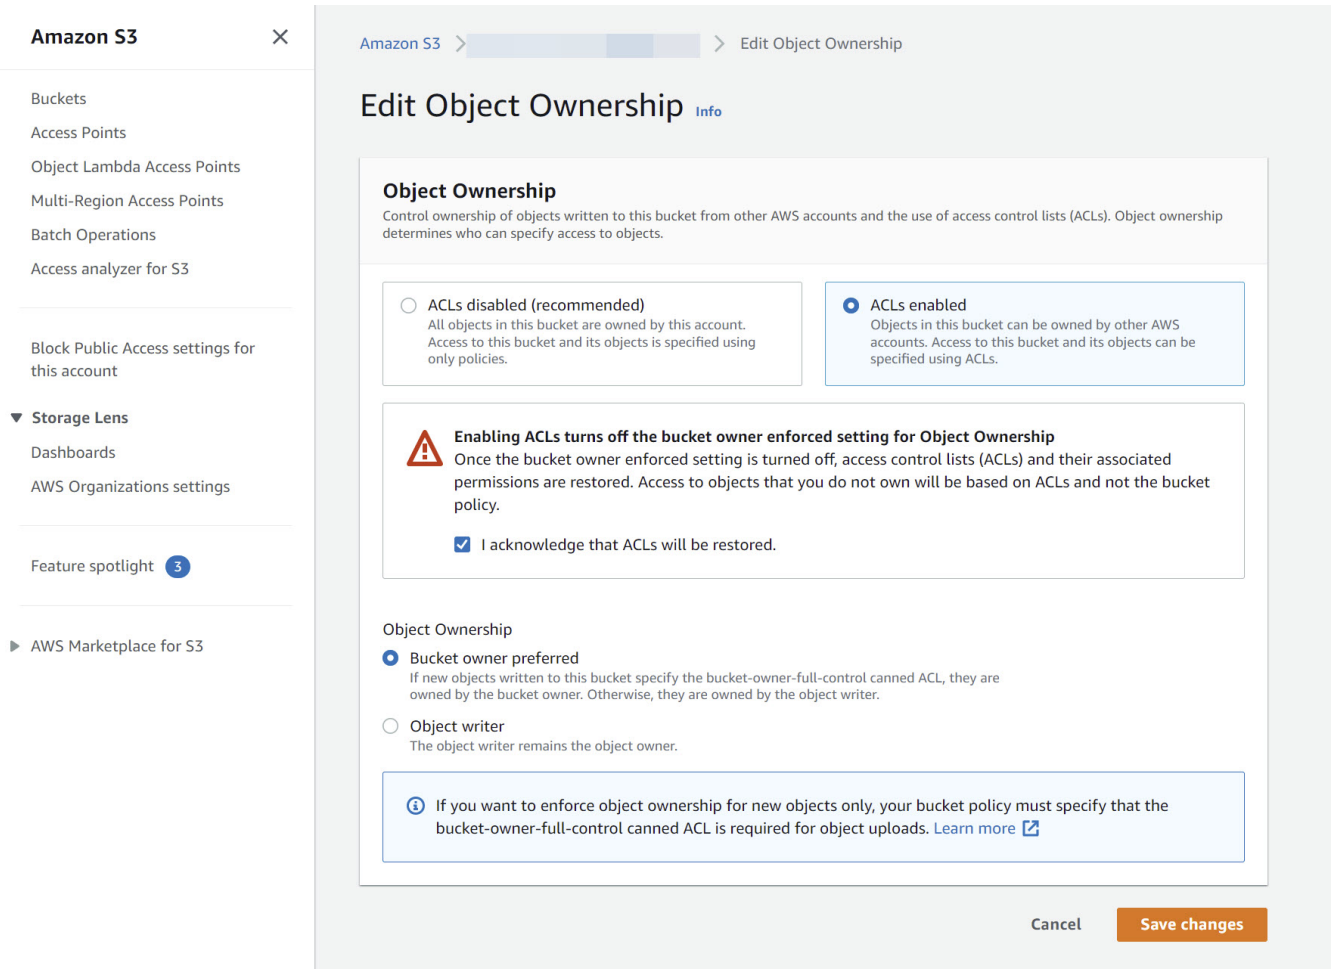 Amazon S3
Buckets
Access Points
Object Lambda Access Points
Multi-Region Access Points
Batch Operations
Access analyzer for S3
Block Public Access settings for
this account
Storage Lens
Dashboards
AWS Organizations settings
Feature spotlight 3
AWS Marketplace for S3
Amazon S3 Edit Object Ownership
Edit Object Ownership Info
Object Ownership
Control ownership of objects written to this bucket from other AWS accounts and the use of access control lists (ACLs). Object ownership
determines who can specify access to objects.
ACLs disabled (recommended)
All objects in this bucket are owned by this account.
Access to this bucket and its objects is specified using
only policies.
ACLs enabled
Objects in this bucket can be owned by other AWS
accounts. Access to this bucket and its objects can be
specified using ACLs.
Enabling ACLs turns off the bucket owner enforced setting for Object Ownership
Once the bucket owner enforced setting is turned off, access control lists (ACLs) and their associated
permissions are restored. Access to objects that you do not own will be based on ACLs and not the bucket
policy.
I acknowledge that ACLs will be restored.
Object Ownership
Bucket owner preferred
If new objects written to this bucket specify the bucket-owner-full-control canned ACL, they are
owned by the bucket owner. Otherwise, they are owned by the object writer.
Object writer
The object writer remains the object owner.
If you want to enforce object ownership for new objects only, your bucket policy must specify that the
bucket-owner-full-control canned ACL is required for object uploads. Learn more
Cancel
Save changes